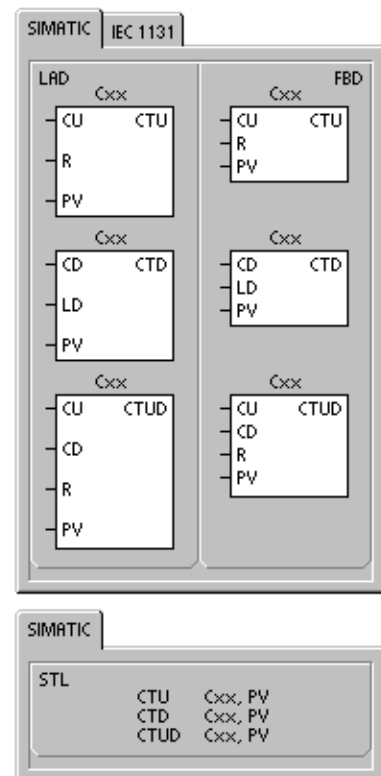 SIMATIC IEC 1131
LAD FBD
Cxx Cxx
CU CTU CU CTU
R R
PV PV
Cxx Cxx
CD CTD CD CTD
LD LD
PV PV
Cxx Cxx
CU CTUD CU CTUD
CD CD
R R
PV PV
SIMATIC
STL
CTU Cxx, PV
CTD Cxx, PV
CTUD Cxx, PV